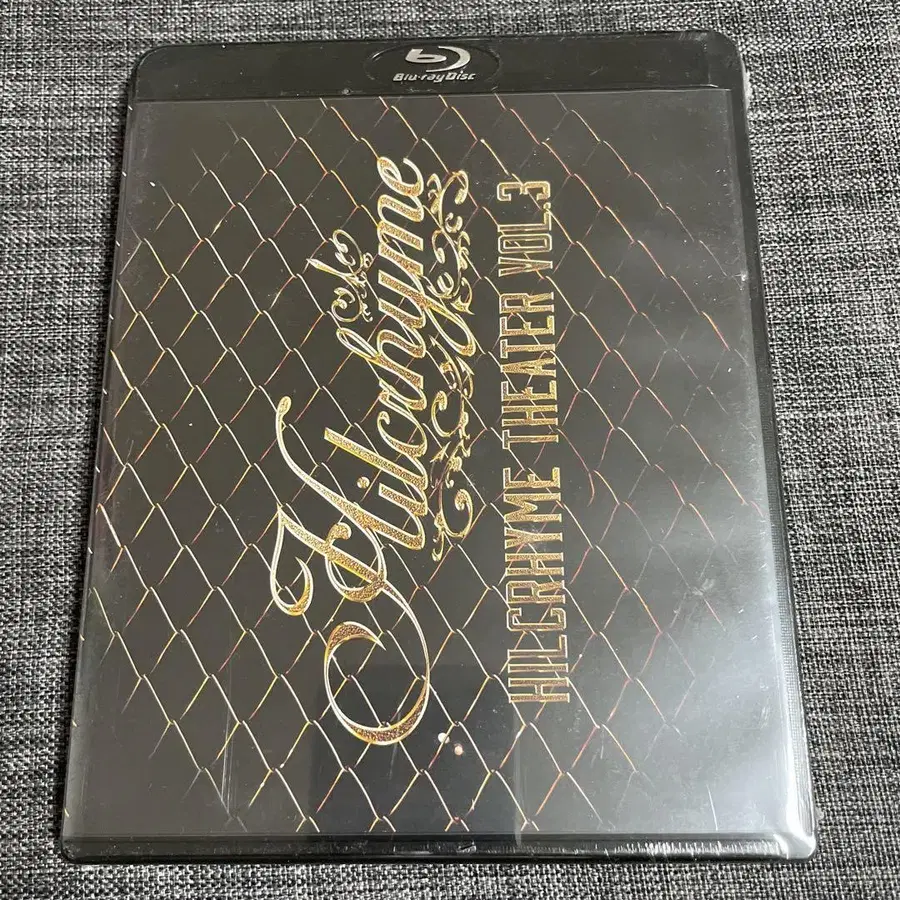 Blu-ray Disc
Hilcrhyme
HILCRHYME THEATER VOL.3